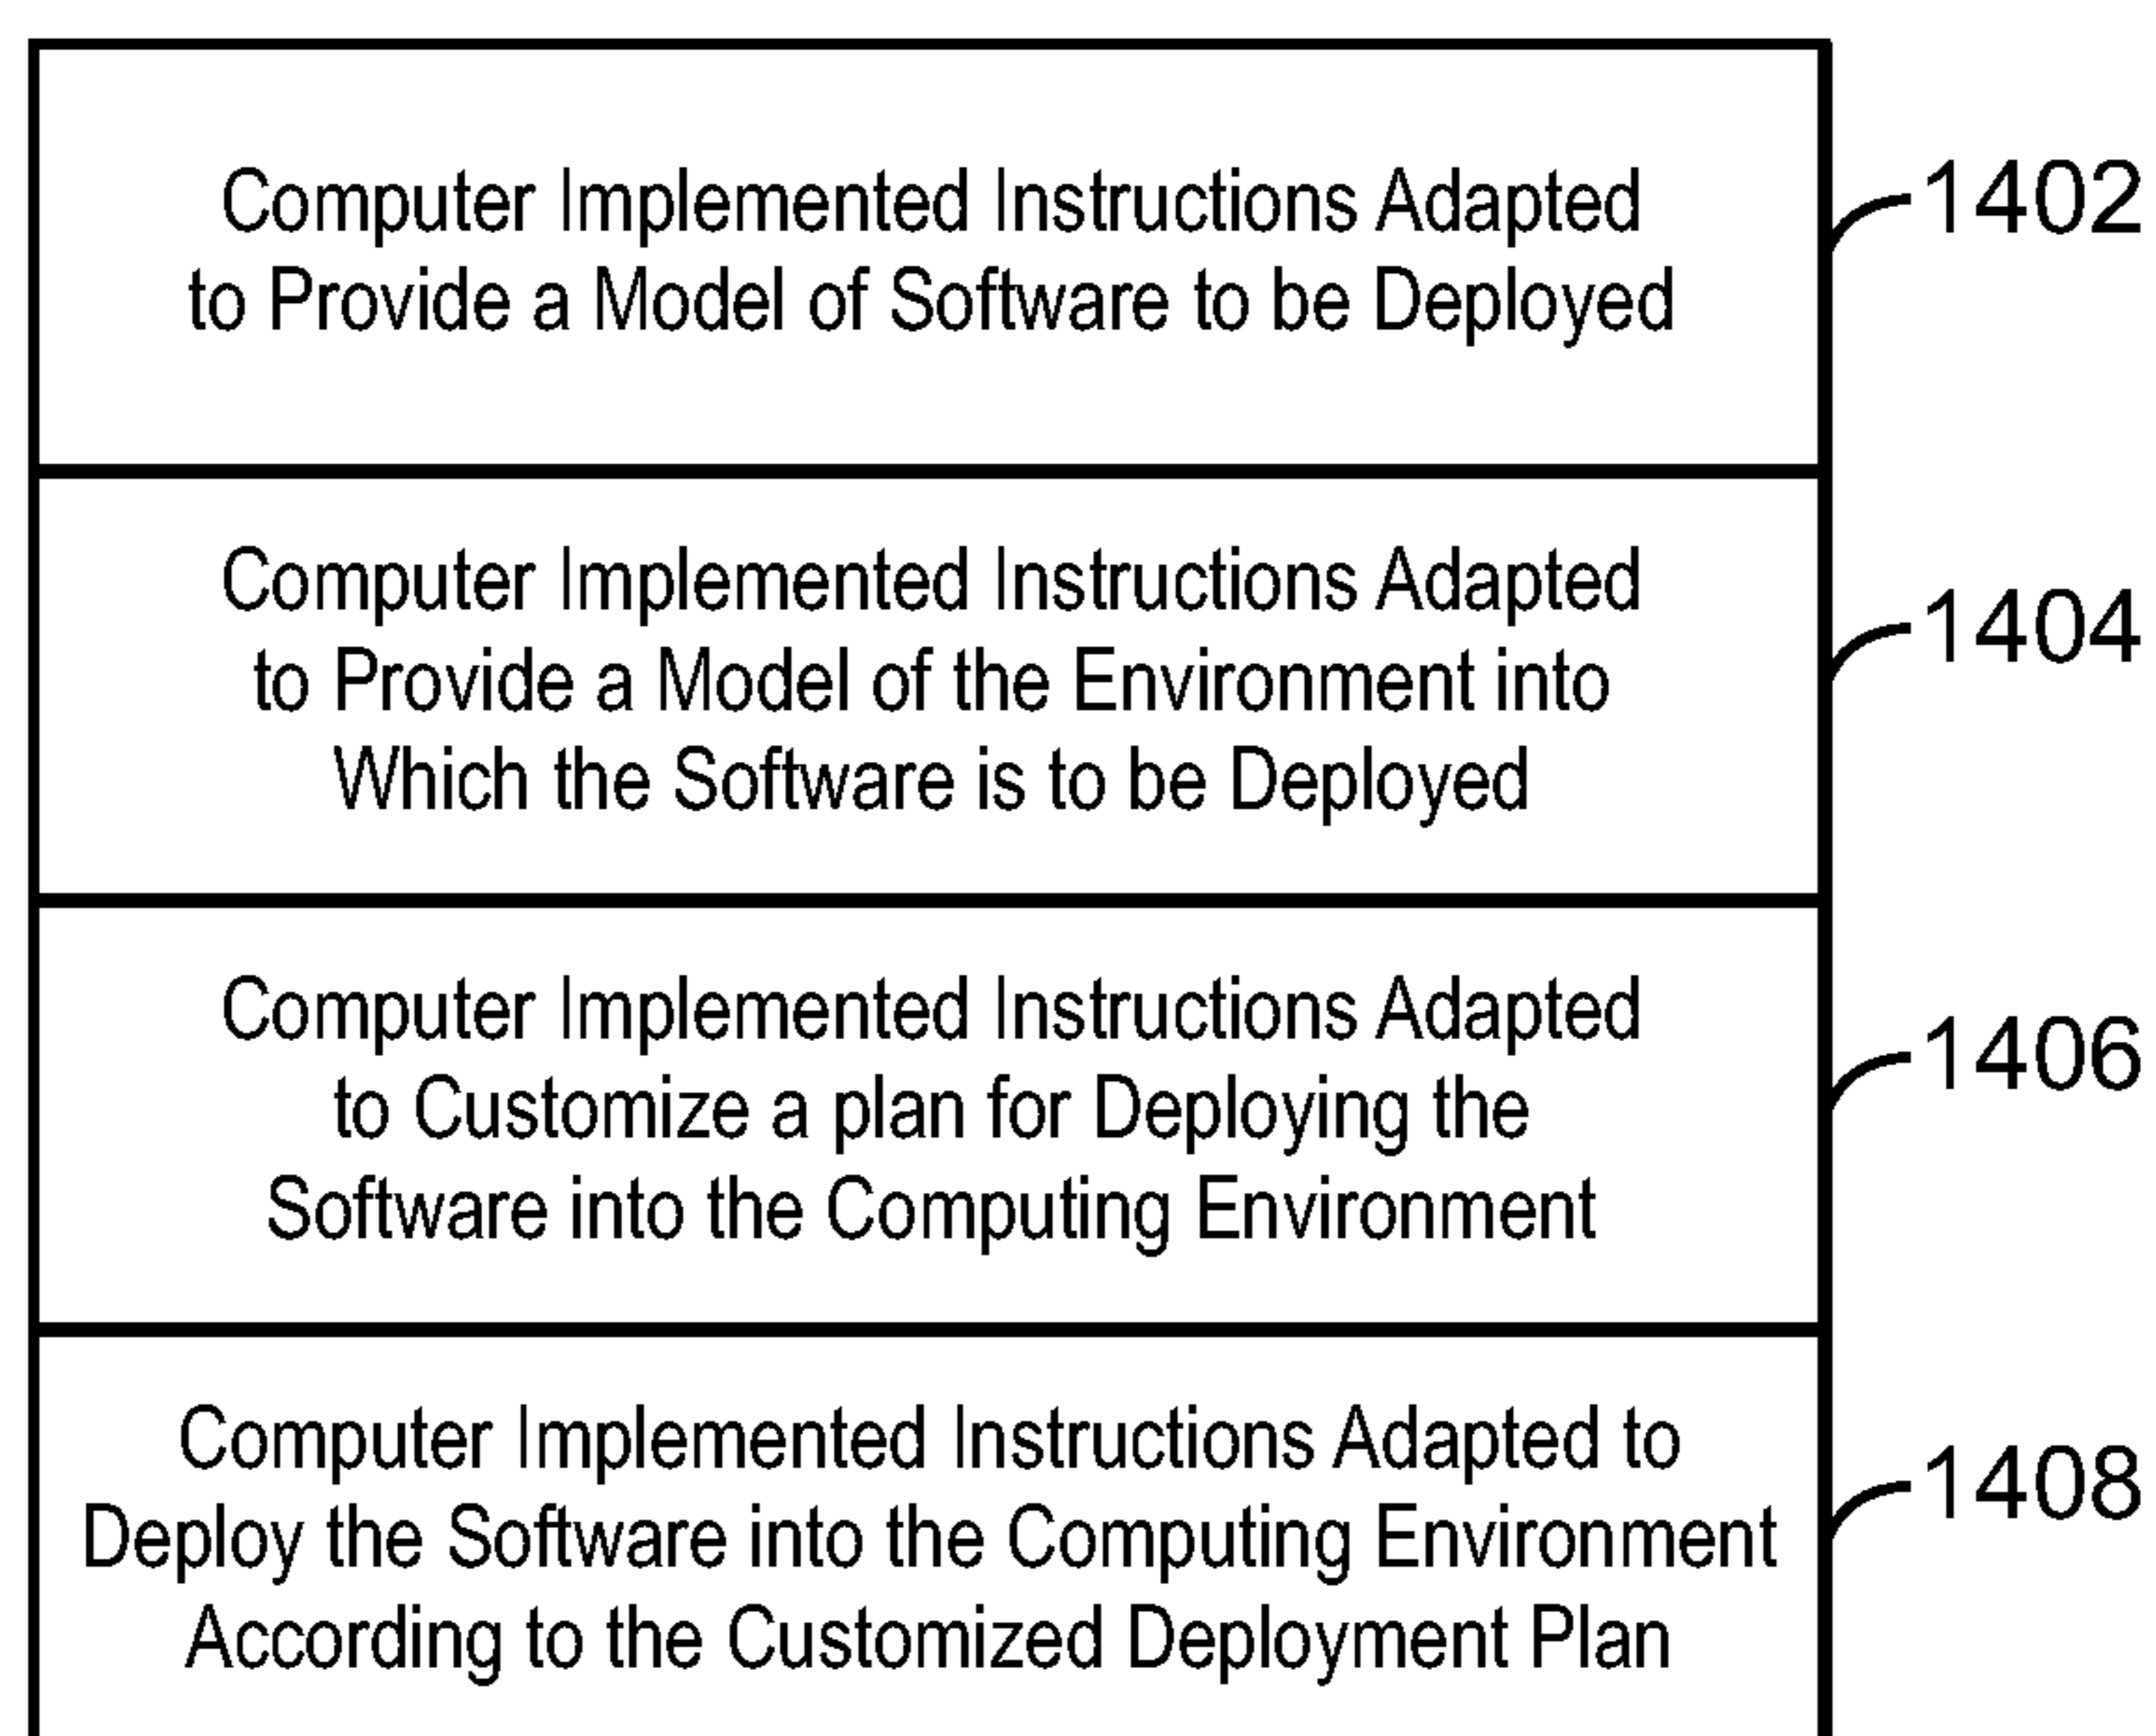 Computer Implemented Instructions Adapted
to Provide a Model of Software to be Deployed
1402
Computer Implemented Instructions Adapted
to Provide a Model of the Environment into
Which the Software is to be Deployed
1404
Computer Implemented Instructions Adapted
to Customize a plan for Deploying the
Software into the Computing Environment
1406
Computer Implemented Instructions Adapted to
Deploy the Software into the Computing Environment
According to the Customized Deployment Plan
1408